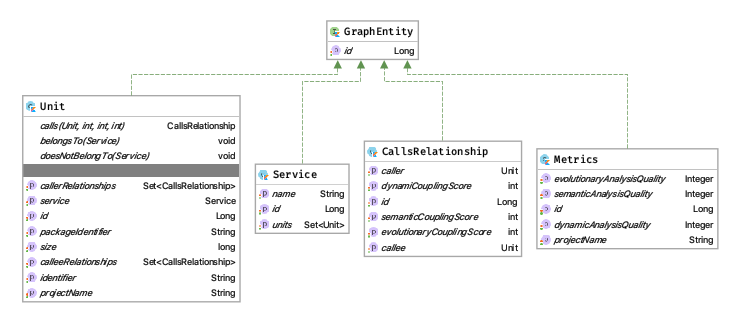 GraphEntity
id Long
Unit
calls(Unit, int, int, int) CallsRelationship
belongsTo(Service) void
doesNotBelongTo(Service) void
callerRelationships Set<CallsRelationship>
service Service
id Long
packageIdentifier String
size long
calleeRelationships Set<CallsRelationship>
identifier String
projectName String
Service
name String
id Long
units Set<Unit>
CallsRelationship
caller Unit
dynamiCouplingScore int
id Long
semanticCouplingScore int
evolutionaryCouplingScore int
callee Unit
Metrics
evolutionaryAnalysisQuality Integer
semanticAnalysisQuality Integer
id Long
dynamicAnalysisQuality Integer
projectName String